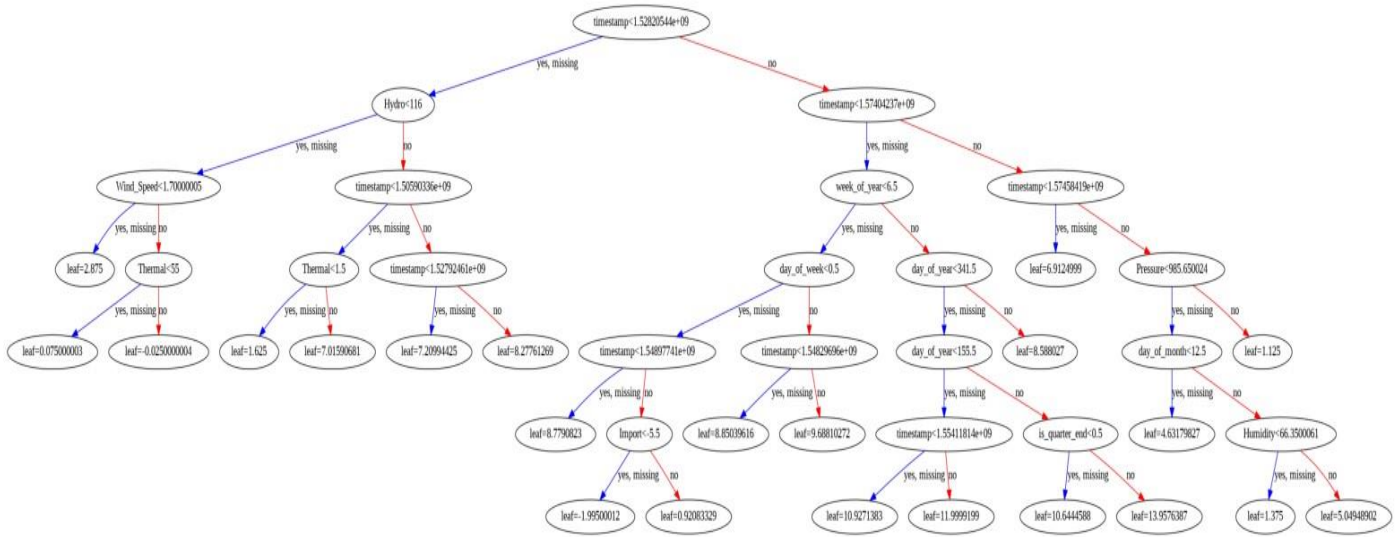 timestamp<1.52820544e+09
yes, missing
no
Hydro<116
timestamp<1.57404237e+09
yes, missing
no
yes, missing
no
Wind_Speed<1.70000005
timestamp<1.50590336e+09
week_of_year<6.5
timestamp<1.57458419e+09
yes, missing
no
yes, missing
no
yes, missing
no
yes, missing
no
leaf=2.875
Thermal<55
Thermal<1.5
timestamp<1.52792461e+09
day_of_week<0.5
day_of_year<341.5
leaf=6.9124999
Pressure<985.650024
yes, missing
no
yes, missing
no
yes, missing
no
yes, missing
no
yes, missing
no
yes, missing
no
leaf=0.075000003
leaf=-0.0250000004
leaf=1.625
leaf=7.01590681
leaf=7.20994425
leaf=8.27761269
timestamp<1.54897741e+09
timestamp<1.54829696e+09
day_of_year<155.5
leaf=8.588027
day_of_month<12.5
leaf=1.125
yes, missing
no
yes, missing
no
yes, missing
no
yes, missing
no
leaf=8.7790823
Import<-5.5
leaf=8.85039616
leaf=9.68810272
timestamp<1.55411814e+09
is_quarter_end<0.5
leaf=4.63179827
Humidity<66.3500061
yes, missing
no
yes, missing
no
yes, missing
no
yes, missing
no
leaf=-1.99500012
leaf=0.92083329
leaf=10.9271383
leaf=11.9999199
leaf=10.6444588
leaf=13.9576387
leaf=1.375
leaf=5.04948902